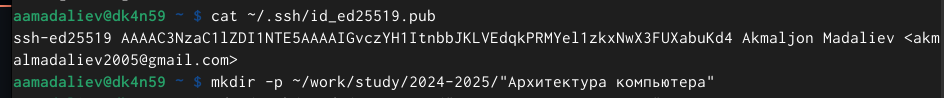 aamadaliev@dk4n59 ~ $ cat ~/.ssh/id_ed25519.pub
ssh-ed25519 AAAAC3NzaC1lZDI1NTE5AAAAIGvczYH1ItnbbJKLVEdqkPRMYel1zkxNwX3FUXabuKd4 Akmaljon Madaliev <akm
almadaliev2005@gmail.com>
aamadaliev@dk4n59 ~ $ mkdir -p ~/work/study/2024-2025/"Архитектура компьютера"